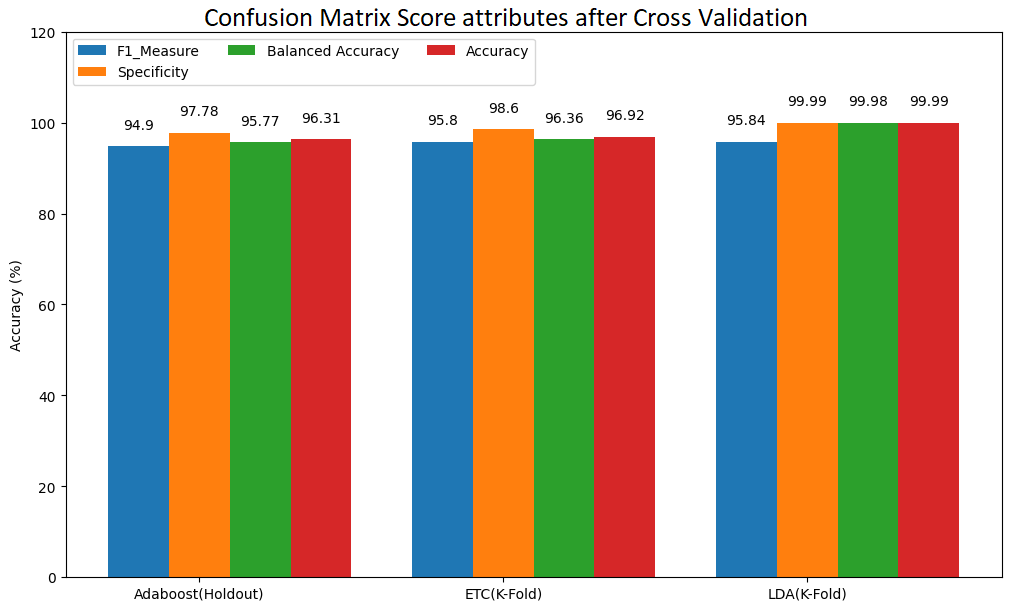 Confusion Matrix Score attributes after Cross Validation
F1_Measure
Specificity
Balanced Accuracy
Accuracy
Accuracy (%)
120
100
80
60
40
20
0
94.9
97.78
95.77
96.31
95.8
98.6
96.36
96.92
95.84
99.99
99.98
99.99
Adaboost(Holdout)
ETC(K-Fold)
LDA(K-Fold)